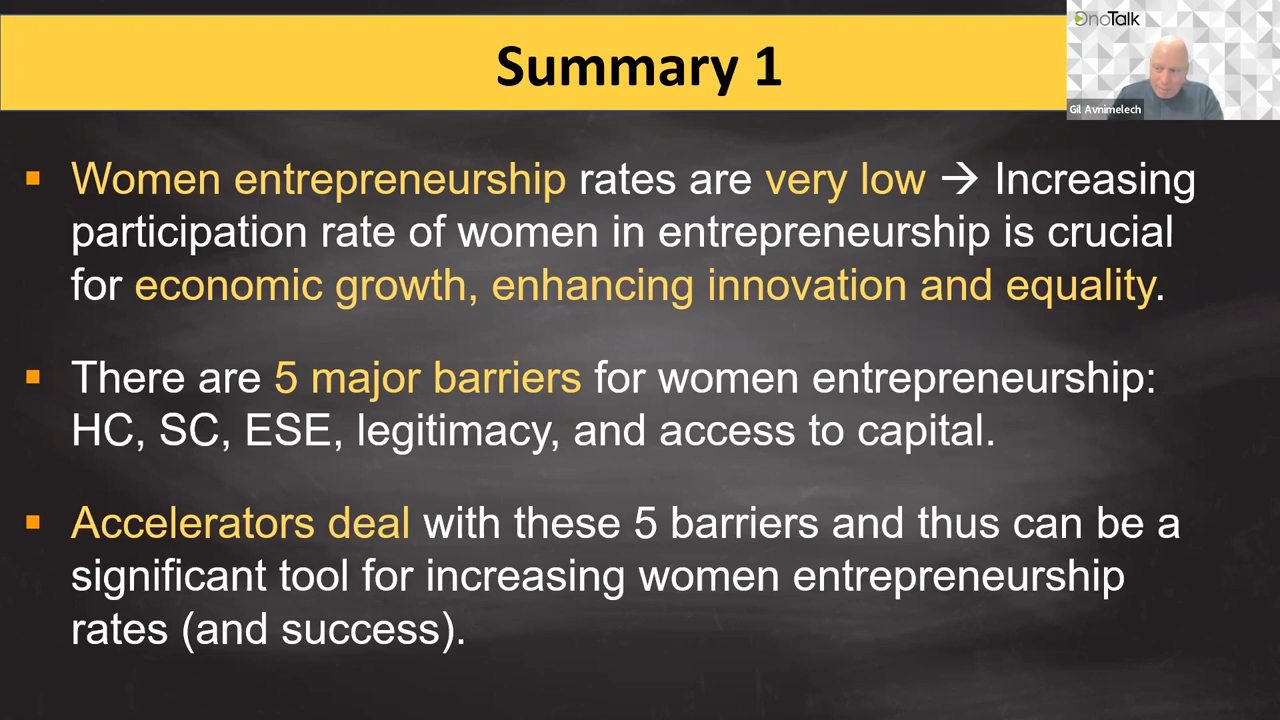 Summary 1
OnoTalk
Gil Avnimelech
▪ Women entrepreneurship rates are very low → Increasing
participation rate of women in entrepreneurship is crucial
for economic growth, enhancing innovation and equality.
▪ There are 5 major barriers for women entrepreneurship:
HC, SC, ESE, legitimacy, and access to capital.
▪ Accelerators deal with these 5 barriers and thus can be a
significant tool for increasing women entrepreneurship
rates (and success).